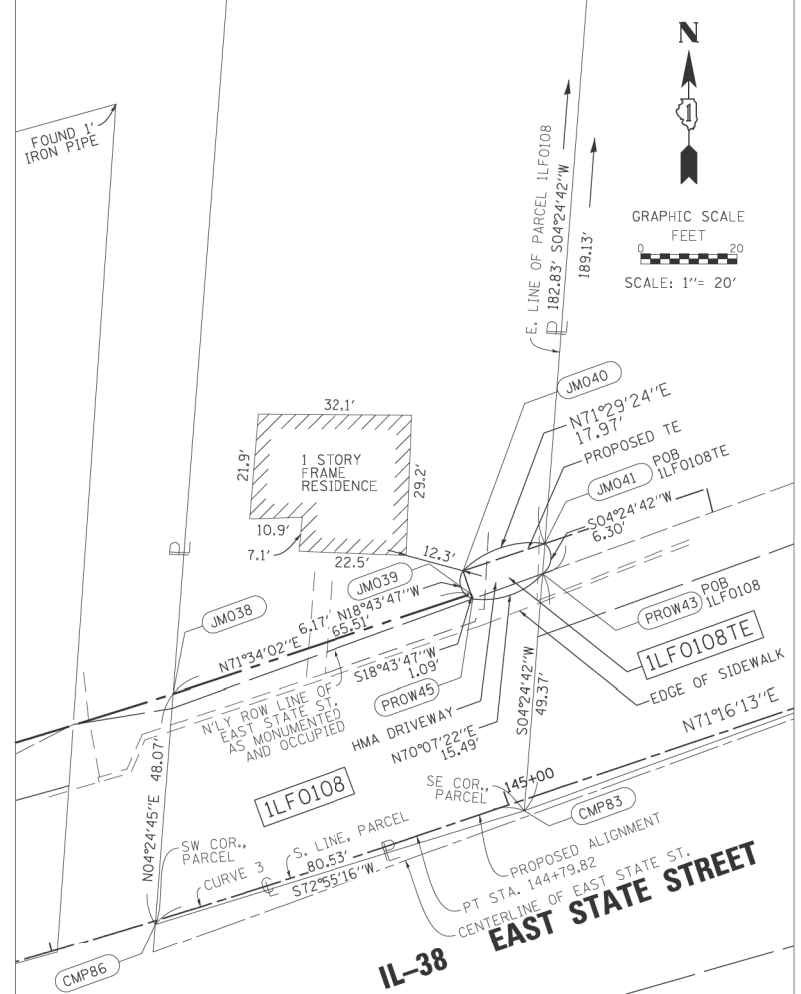 N
1
FOUND 1'
IRON PIPE
GRAPHIC SCALE
FEET
0 20
SCALE: 1''= 20'
E. LINE OF PARCEL 1LF0108
182.83' S04°24'42''W
189.13'
PL
JM040
N71°29'24''E
17.97'
PROPOSED TE
JM041
POB
1LF0108TE
S04°24'42''W
6.30'
32.1'
21.9'
1 STORY
FRAME
RESIDENCE
29.2'
10.9'
7.1'
22.5'
12.3'
PL
JM039
JM038
6.17' N18°43'47''W
N71°34'02''E 65.51'
S18°43'47''W
1.09'
PROW45
PROW43
POB
1LF0108
1LF0108TE
EDGE OF SIDEWALK
N'LY ROW LINE OF
EAST STATE ST.
AS MONUMENTED
AND OCCUPIED
HMA DRIVEWAY
N70°07'22''E
15.49'
S04°24'42''W
49.37'
N71°16'13''E
N04°24'45''E 48.07'
1LF0108
SE COR.,
PARCEL
145+00
CMP83
SW COR.,
PARCEL
CURVE 3
CL
S. LINE, PARCEL
80.53'
S72°55'16''W
PL
PROPOSED ALIGNMENT
PT STA. 144+79.82
CENTERLINE OF EAST STATE ST.
CMP86
IL-38 EAST STATE STREET